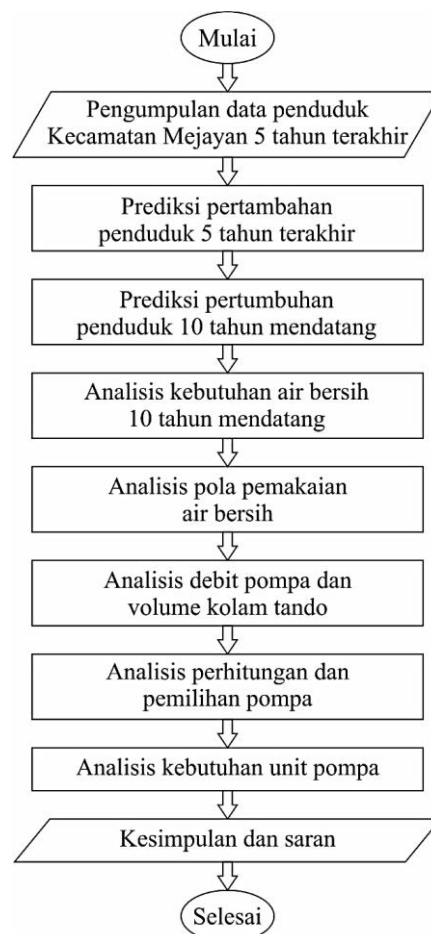 Mulai
Pengumpulan data penduduk
Kecamatan Mejayan 5 tahun terakhir
Prediksi pertambahan
penduduk 5 tahun terakhir
Prediksi pertumbuhan
penduduk 10 tahun mendatang
Analisis kebutuhan air bersih
10 tahun mendatang
Analisis pola pemakaian
air bersih
Analisis debit pompa dan
volume kolam tando
Analisis perhitungan dan
pemilihan pompa
Analisis kebutuhan unit pompa
Kesimpulan dan saran
Selesai